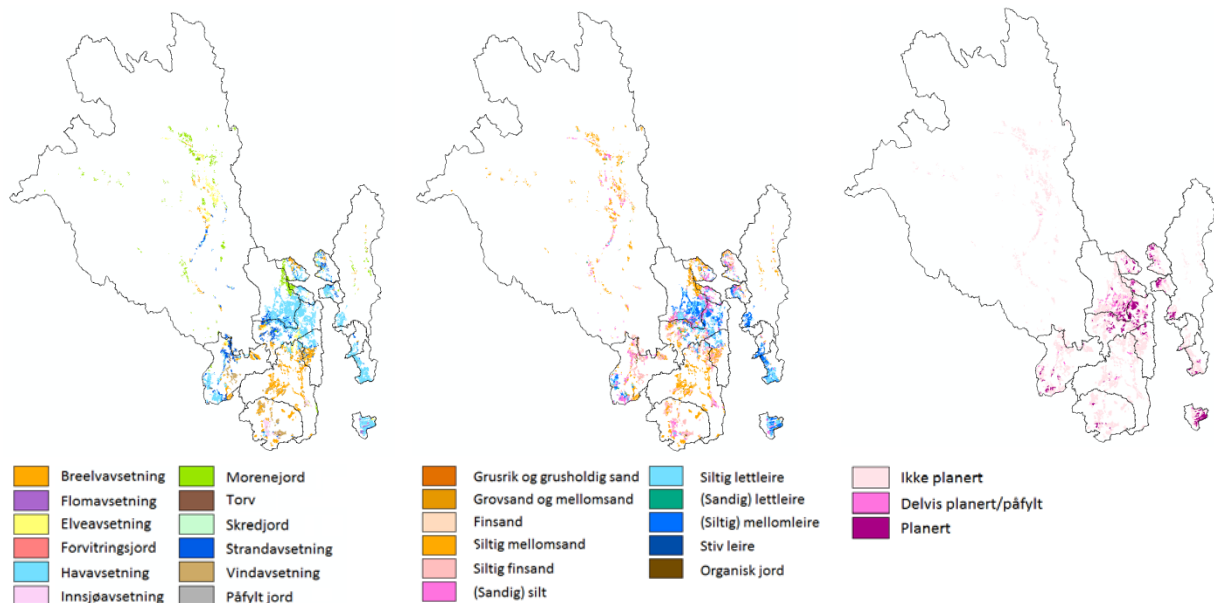 Breelvavsetning
Flomavsetning
Elveavsetning
Forvitringsjord
Havavsetning
Innsjøavsetning
Morenejord
Torv
Skredjord
Strandavsetning
Vindavsetning
Påfylt jord
Grusrik og grusholdig sand
Grovsand og mellomsand
Finsand
Siltig mellomsand
Siltig finsand
(Sandig) silt
Siltig lettleire
(Sandig) lettleire
(Siltig) mellomleire
Stiv leire
Organisk jord
Ikke planert
Delvis planert/påfylt
Planert